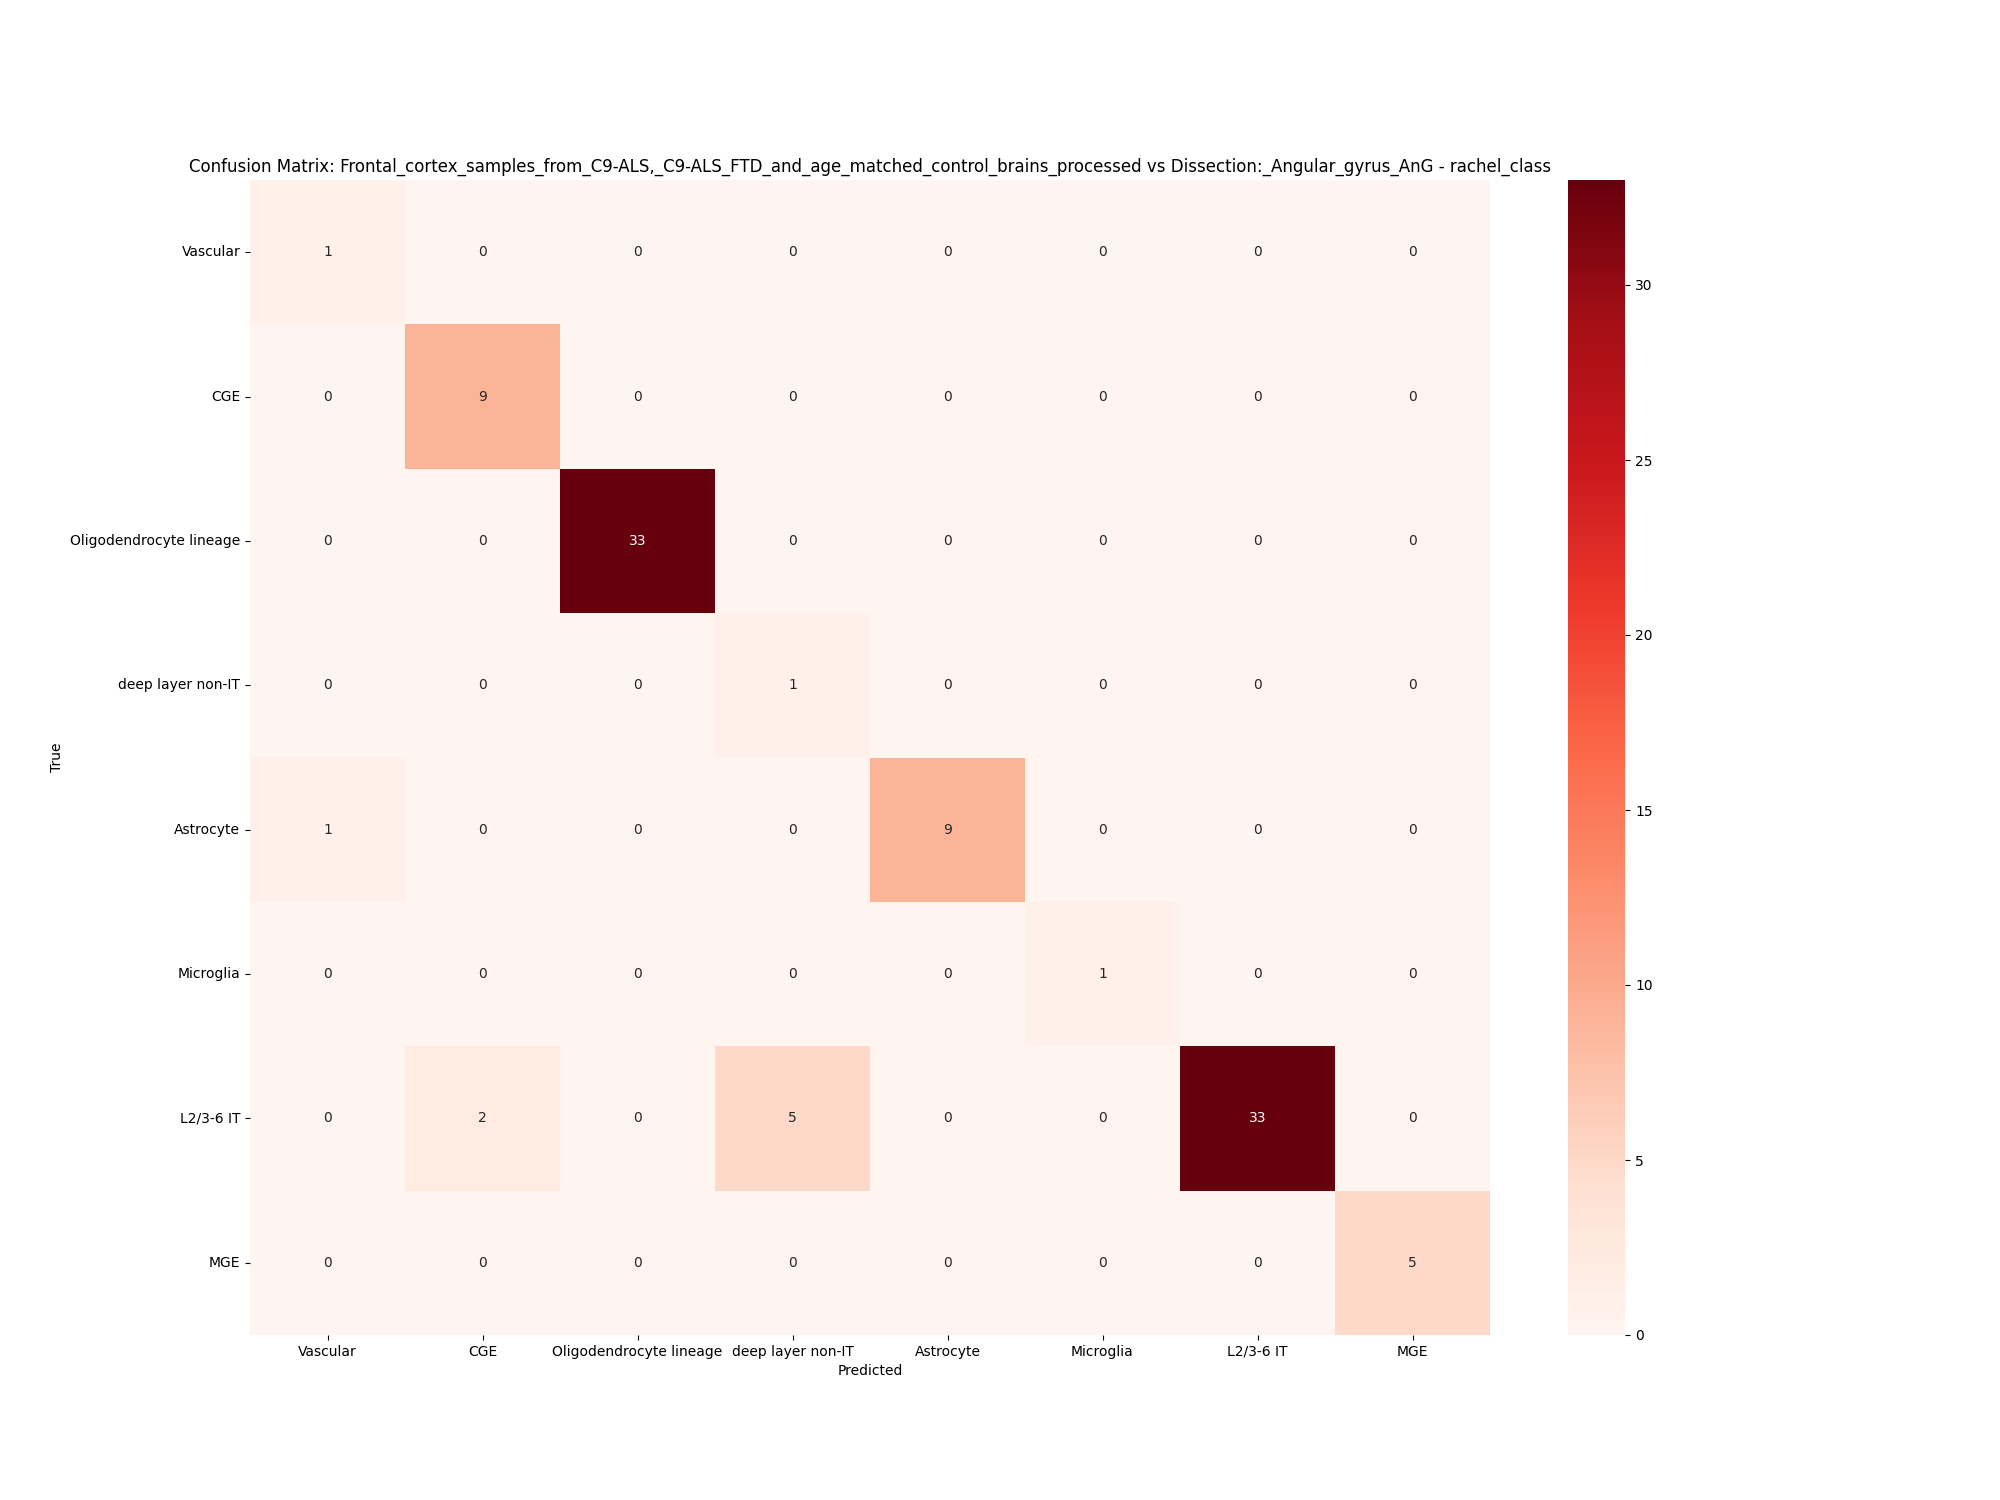 Confusion Matrix: Frontal_cortex_samples_from_C9-ALS,_C9-ALS_FTD_and_age_matched_control_brains_processed vs Dissection:_Angular_gyrus_AnG - rachel_class
Vascular 1 0 0 0 0 0 0 0
30
CGE 0 9 0 0 0 0 0 0
25
Oligodendrocyte lineage 0 0 33 0 0 0 0 0
20
deep layer non-IT 0 0 0 1 0 0 0 0
True
15
Astrocyte 1 0 0 0 9 0 0 0
Microglia 0 0 0 0 0 1 0 0
10
L2/3-6 IT 0 2 0 5 0 0 33 0
5
MGE 0 0 0 0 0 0 0 5
0
Vascular CGE Oligodendrocyte lineage deep layer non-IT Astrocyte Microglia L2/3-6 IT MGE
Predicted